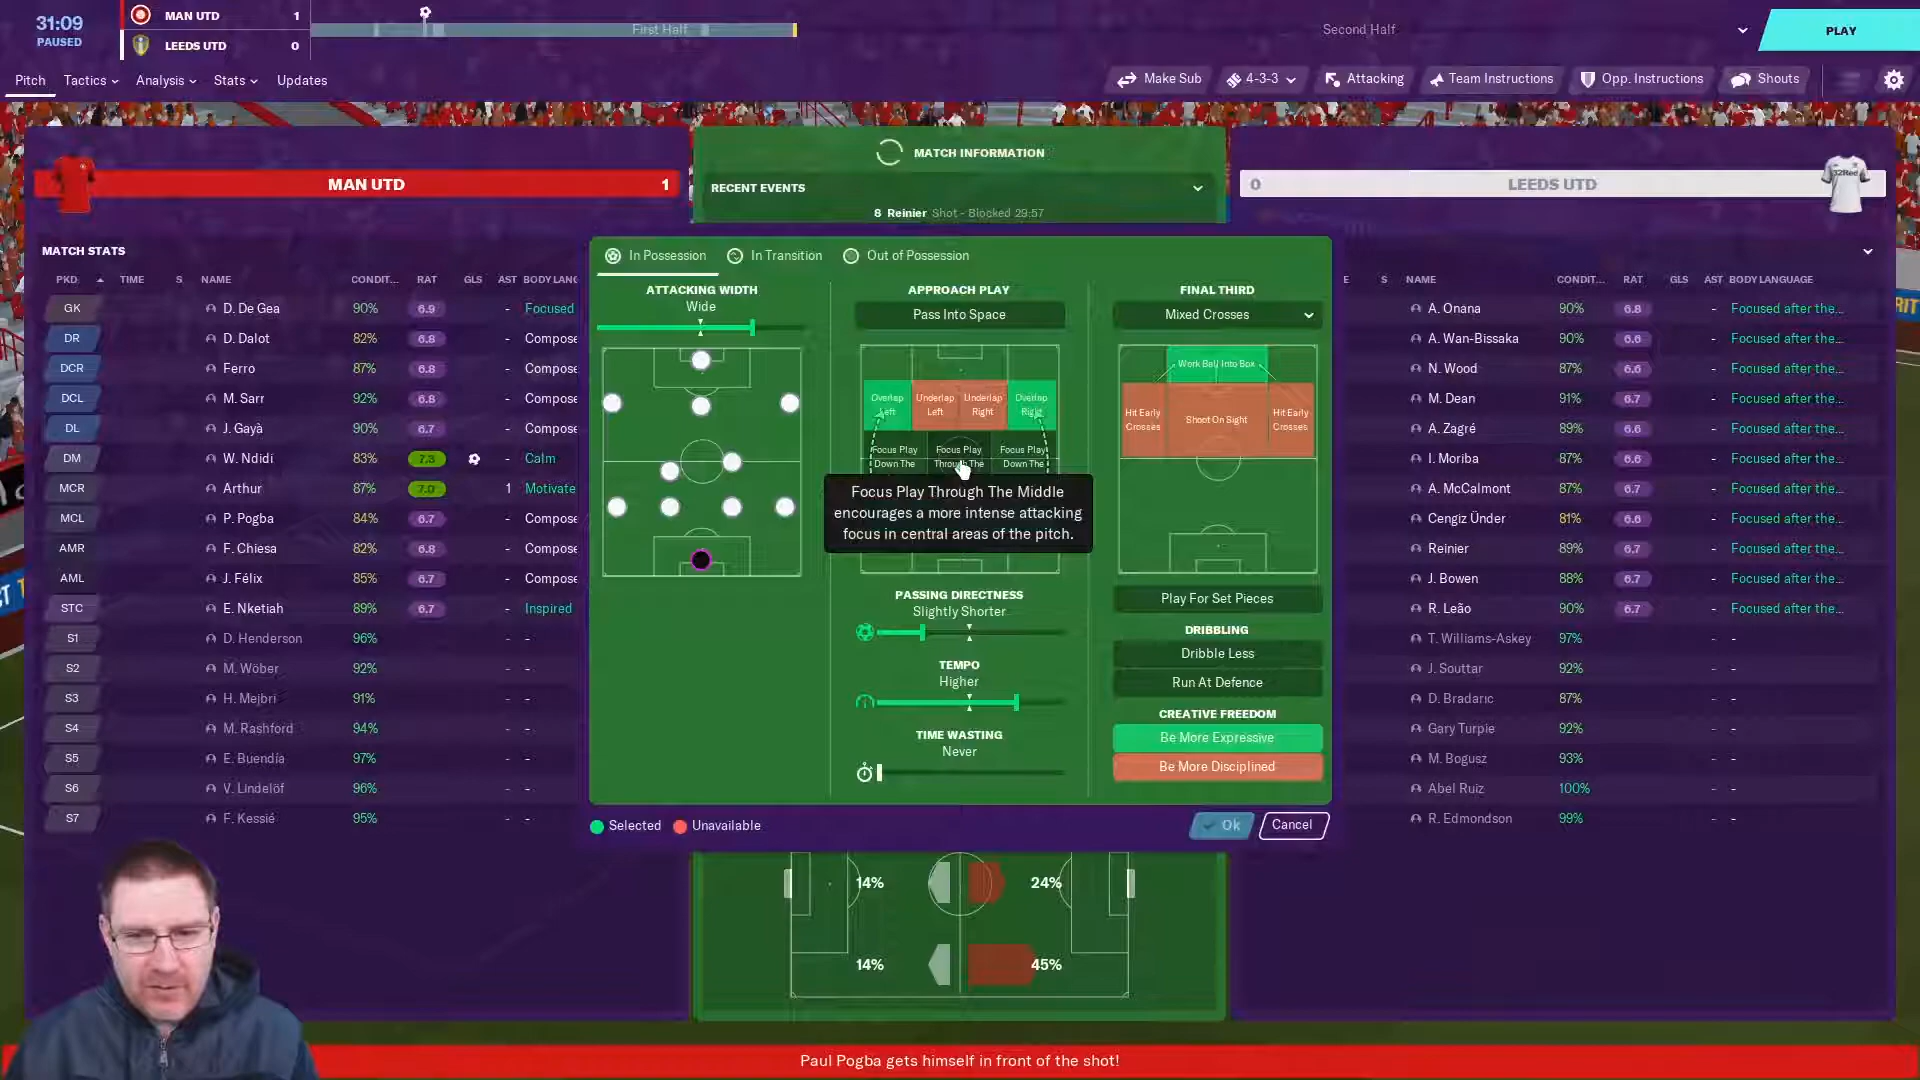 31:09
PAUSED
MAN UTD 1
LEEDS UTD 0
First Half
Second Half
PLAY
Pitch Tactics Analysis Stats Updates
Make Sub 4-3-3 Attacking Team Instructions Opp. Instructions Shouts
MATCH INFORMATION
MAN UTD 1
RECENT EVENTS
0 LEEDS UTD
32Red
8 Reinier Shot - Blocked 29:57
MATCH STATS
PKD TIME S NAME CONDIT... RAT GLS AST BODY LANG
GK D. De Gea 90% 6.9 - Focused
DR D. Dalot 82% 6.8 - Compose
DCR Ferro 87% 6.8 - Compose
DCL M. Sarr 92% 6.8 - Compose
DL J. Gayà 90% 6.7 - Compose
DM W. Ndidi 83% 7.3 - Calm
MCR Arthur 87% 7.0 1 Motivate
MCL P. Pogba 84% 6.7 - Compose
AMR F. Chiesa 82% 6.8 - Compose
AML J. Félix 85% 6.7 - Compose
STC E. Nketiah 89% 6.7 - Inspired
S1 D. Henderson 96% - -
S2 M. Wöber 92% - -
S3 H. Mejbri 91% - -
S4 M. Rashford 94% - -
S5 E. Buendía 97% - -
S6 V. Lindelöf 96% - -
S7 F. Kessié 95% - -
In Possession In Transition Out of Possession
ATTACKING WIDTH
Wide
APPROACH PLAY
Pass Into Space
Overlap Left
Underlap Left
Underlap Right
Overlap Right
Focus Play Down The
Focus Play Through The
Focus Play Down The
Focus Play Through The Middle
encourages a more intense attacking
focus in central areas of the pitch.
PASSING DIRECTNESS
Slightly Shorter
TEMPO
Higher
TIME WASTING
Never
FINAL THIRD
Mixed Crosses
Work Ball Into Box
Hit Early Crosses
Shoot On Sight
Hit Early Crosses
Play For Set Pieces
DRIBBLING
Dribble Less
Run At Defence
CREATIVE FREEDOM
Be More Expressive
Be More Disciplined
Selected Unavailable
Ok Cancel
E S NAME CONDIT... RAT GLS AST BODY LANGUAGE
A. Onana 90% 6.8 - Focused after the...
A. Wan-Bissaka 90% 6.6 - Focused after the...
N. Wood 87% 6.6 - Focused after the...
M. Dean 91% 6.7 - Focused after the...
A. Zagré 89% 6.6 - Focused after the...
I. Moriba 87% 6.6 - Focused after the...
A. McCalmont 87% 6.7 - Focused after the...
Cengiz Ünder 81% 6.6 - Focused after the...
Reinier 89% 6.7 - Focused after the...
J. Bowen 88% 6.7 - Focused after the...
R. Leão 90% 6.7 - Focused after the...
T. Williams-Askey 97% - -
J. Souttar 92% - -
D. Bradaric 87% - -
Gary Turpie 92% - -
M. Bogusz 93% - -
Abel Ruiz 100% - -
R. Edmondson 99% - -
14% 24%
14% 45%
Paul Pogba gets himself in front of the shot!